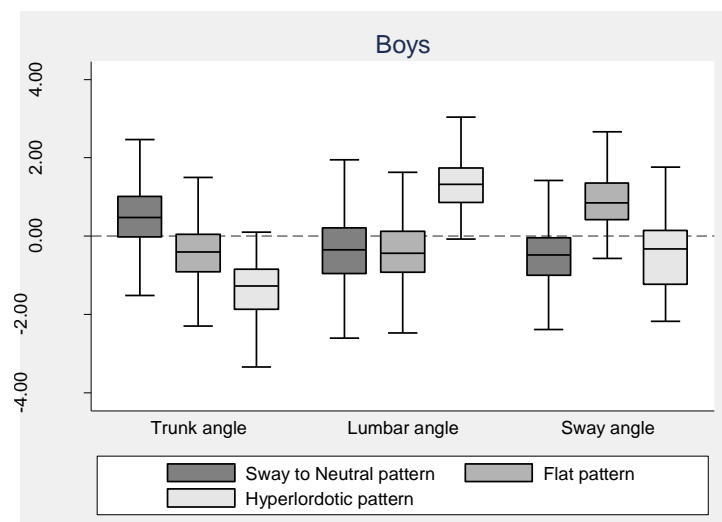 Boys
4.00
2.00
0.00
-2.00
-4.00
Trunk angle Lumbar angle Sway angle
Sway to Neutral pattern Flat pattern
Hyperlordotic pattern